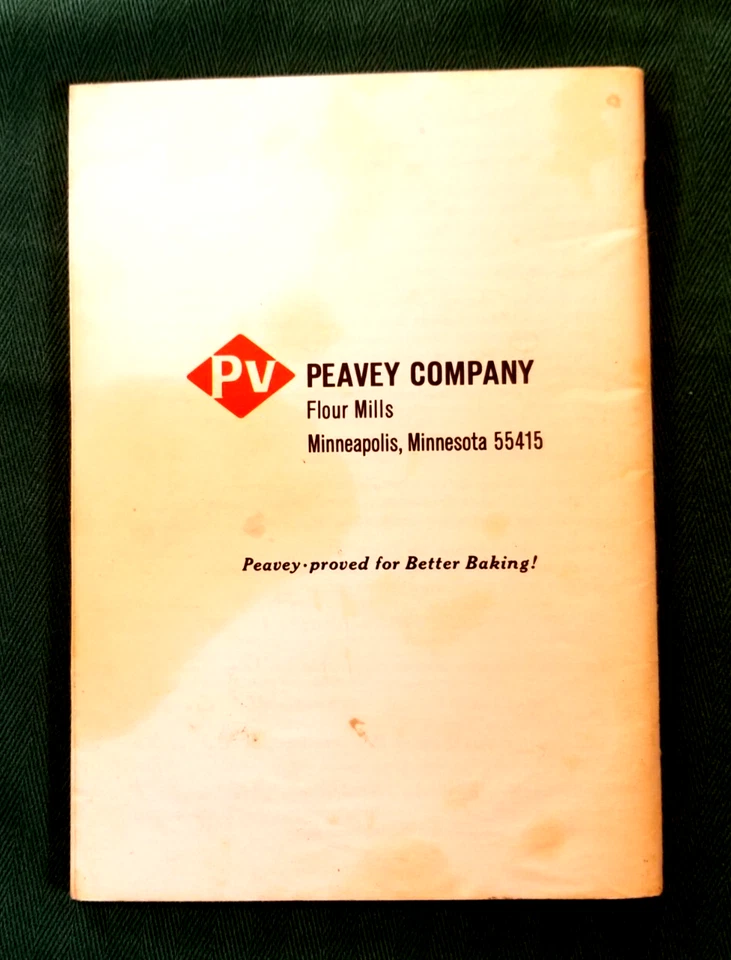 PV
PEAVEY COMPANY
Flour Mills
Minneapolis, Minnesota 55415
Peavey·proved for Better Baking!